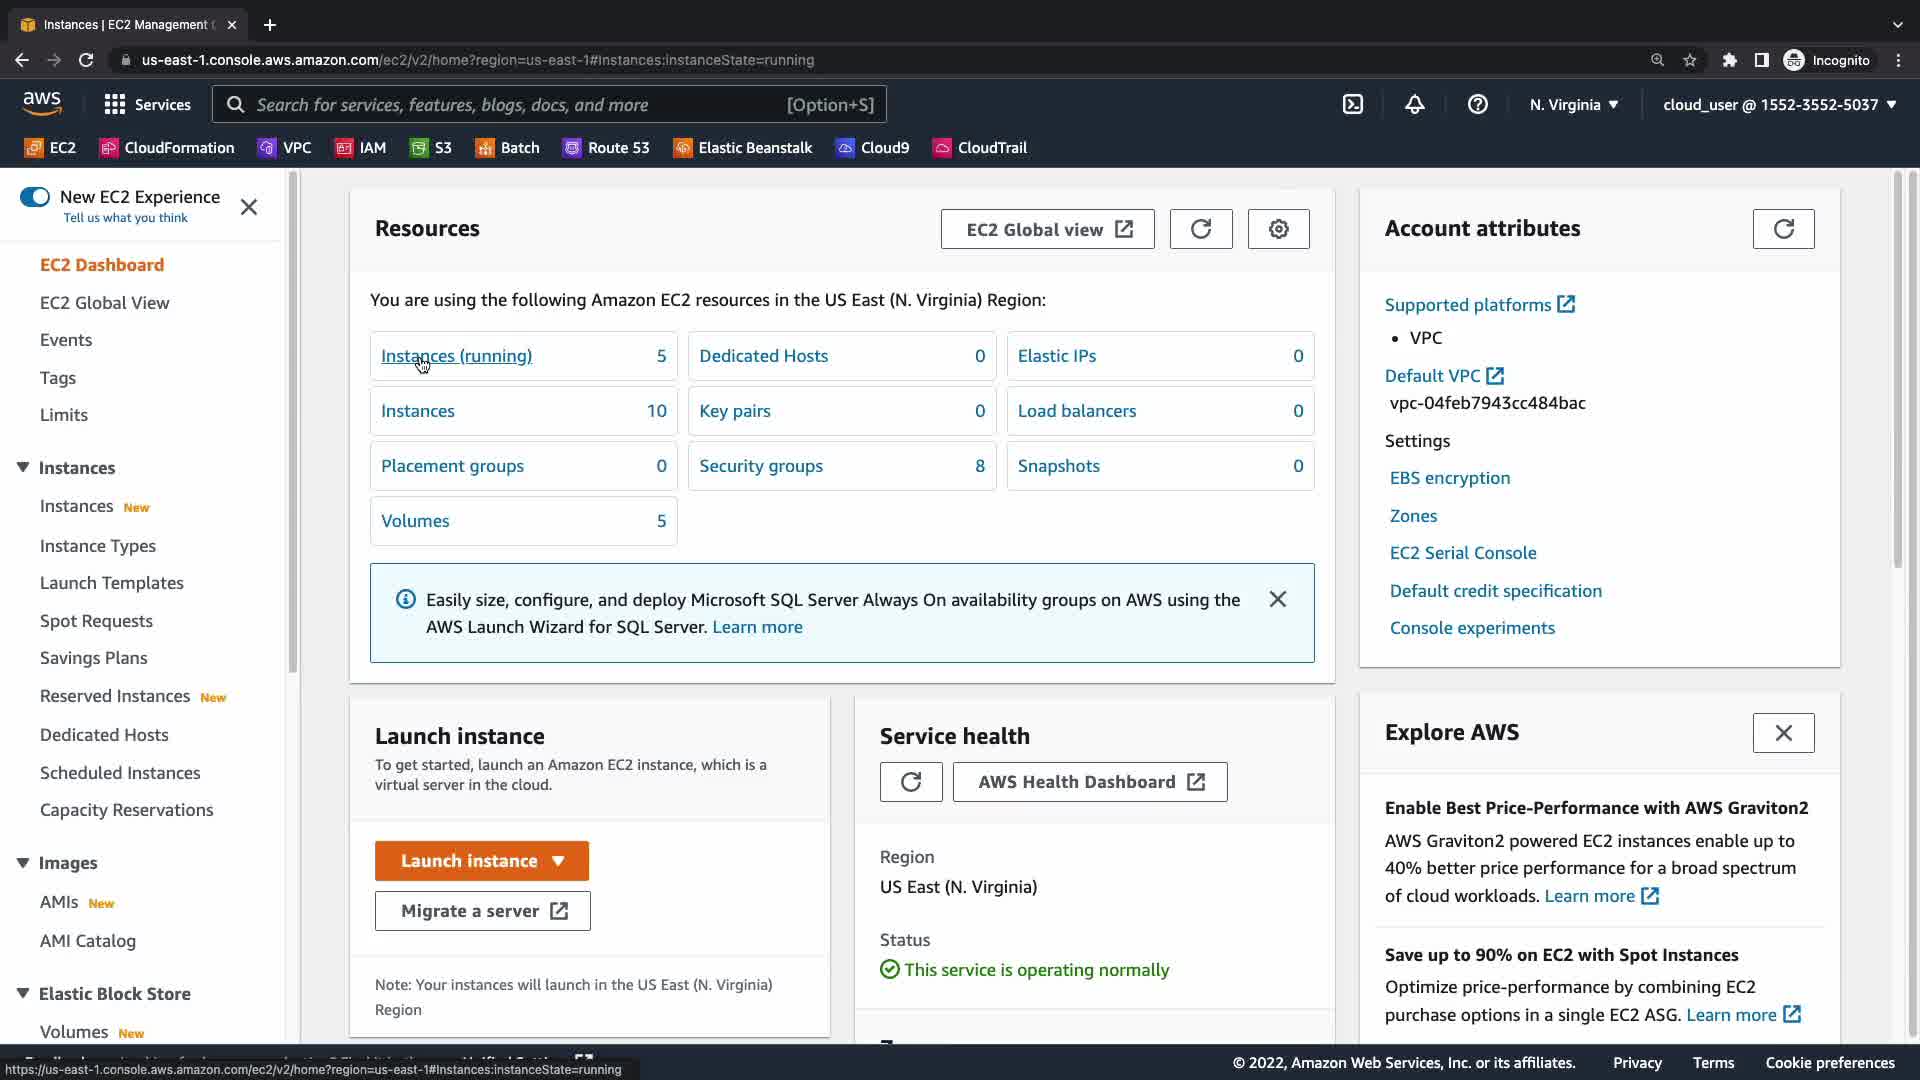 Instances | EC2 Management C
us-east-1.console.aws.amazon.com/ec2/v2/home?region=us-east-1#Instances:instanceState=running
Incognito
aws
Services
Search for services, features, blogs, docs, and more [Option+S]
N. Virginia
cloud_user @ 1552-3552-5037
EC2 CloudFormation VPC IAM S3 Batch Route 53 Elastic Beanstalk Cloud9 CloudTrail
New EC2 Experience
Tell us what you think
EC2 Dashboard
EC2 Global View
Events
Tags
Limits
Instances
Instances New
Instance Types
Launch Templates
Spot Requests
Savings Plans
Reserved Instances New
Dedicated Hosts
Scheduled Instances
Capacity Reservations
Images
AMIs New
AMI Catalog
Elastic Block Store
Volumes New
Resources
EC2 Global view
You are using the following Amazon EC2 resources in the US East (N. Virginia) Region:
Instances (running) 5
Dedicated Hosts 0
Elastic IPs 0
Instances 10
Key pairs 0
Load balancers 0
Placement groups 0
Security groups 8
Snapshots 0
Volumes 5
Easily size, configure, and deploy Microsoft SQL Server Always On availability groups on AWS using the
AWS Launch Wizard for SQL Server. Learn more
Launch instance
To get started, launch an Amazon EC2 instance, which is a
virtual server in the cloud.
Launch instance
Migrate a server
Note: Your instances will launch in the US East (N. Virginia)
Region
Service health
AWS Health Dashboard
Region
US East (N. Virginia)
Status
This service is operating normally
Account attributes
Supported platforms
• VPC
Default VPC
vpc-04feb7943cc484bac
Settings
EBS encryption
Zones
EC2 Serial Console
Default credit specification
Console experiments
Explore AWS
Enable Best Price-Performance with AWS Graviton2
AWS Graviton2 powered EC2 instances enable up to
40% better price performance for a broad spectrum
of cloud workloads. Learn more
Save up to 90% on EC2 with Spot Instances
Optimize price-performance by combining EC2
purchase options in a single EC2 ASG. Learn more
https://us-east-1.console.aws.amazon.com/ec2/v2/home?region=us-east-1#Instances:instanceState=running
© 2022, Amazon Web Services, Inc. or its affiliates.
Privacy
Terms
Cookie preferences